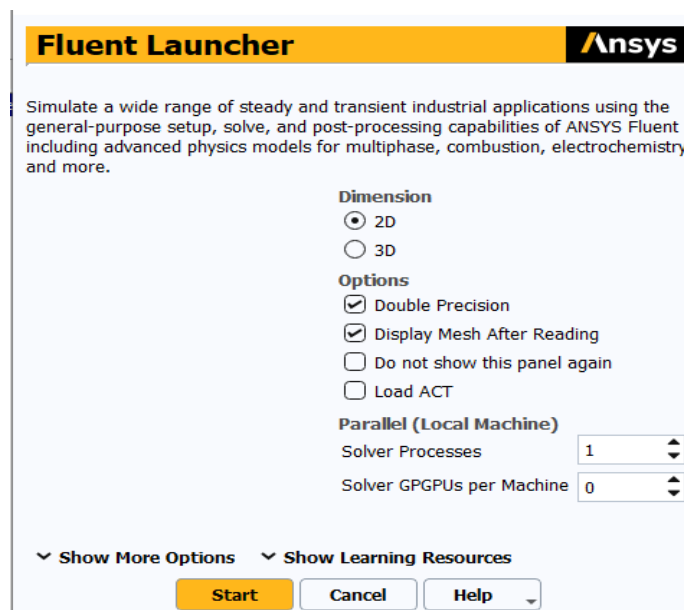 Fluent Launcher
Ansys
Simulate a wide range of steady and transient industrial applications using the
general-purpose setup, solve, and post-processing capabilities of ANSYS Fluent
including advanced physics models for multiphase, combustion, electrochemistry
and more.
Dimension
2D
3D
Options
Double Precision
Display Mesh After Reading
Do not show this panel again
Load ACT
Parallel (Local Machine)
Solver Processes 1
Solver GPGPUs per Machine 0
Show More Options Show Learning Resources
Start Cancel Help